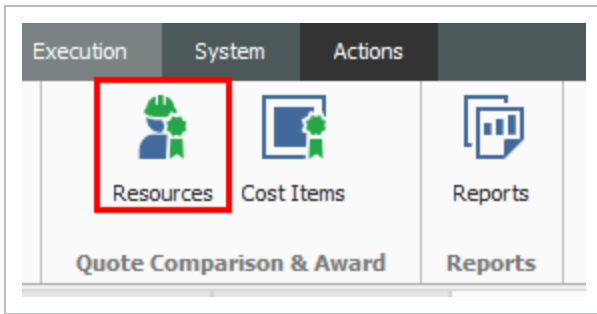 Execution System Actions
Resources Cost Items Reports
Quote Comparison & Award Reports